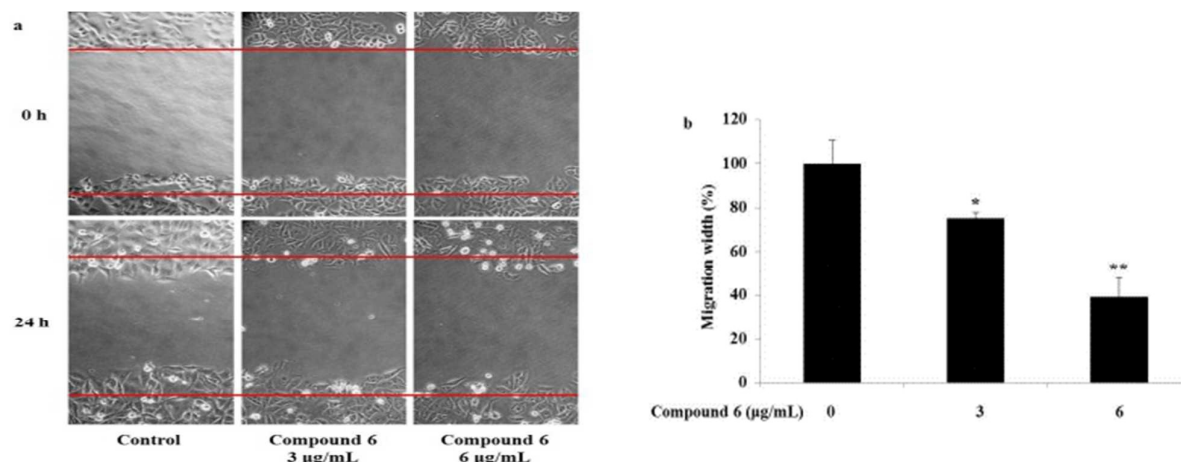 a
0 h
24 h
Control
Compound 6
3 µg/mL
Compound 6
6 µg/mL
b
120
100
80
60
40
20
0
Migration width (%)
*
**
Compound 6 (µg/mL) 0 3 6